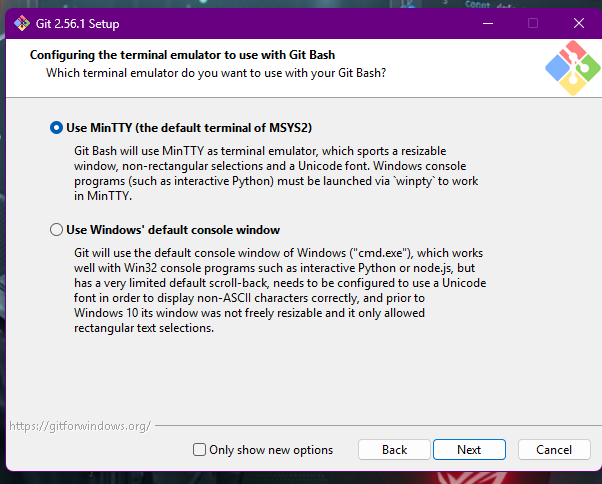 Git 2.56.1 Setup
Configuring the terminal emulator to use with Git Bash
Which terminal emulator do you want to use with your Git Bash?
Use MinTTY (the default terminal of MSYS2)
Git Bash will use MinTTY as terminal emulator, which sports a resizable
window, non-rectangular selections and a Unicode font. Windows console
programs (such as interactive Python) must be launched via `winpty` to work
in MinTTY.
Use Windows' default console window
Git will use the default console window of Windows ("cmd.exe"), which works
well with Win32 console programs such as interactive Python or node.js, but
has a very limited default scroll-back, needs to be configured to use a Unicode
font in order to display non-ASCII characters correctly, and prior to
Windows 10 its window was not freely resizable and it only allowed
rectangular text selections.
https://gitforwindows.org/
Only show new options
Back
Next
Cancel